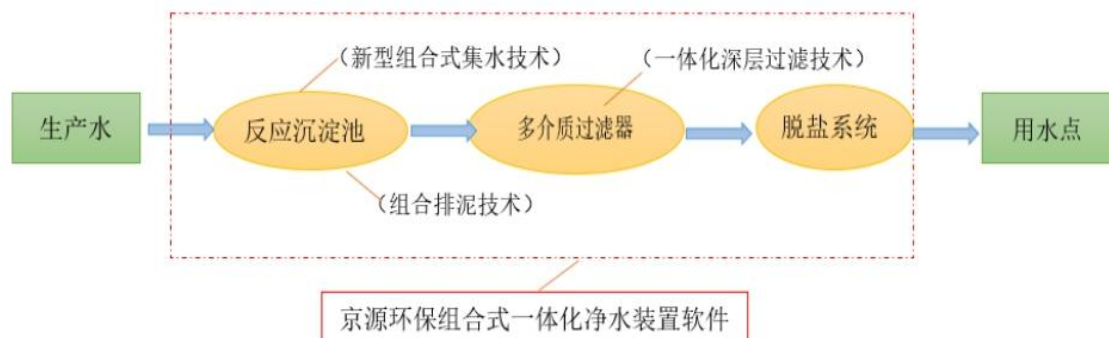 （新型组合式集水技术）
（一体化深层过滤技术）
生产水
反应沉淀池
多介质过滤器
脱盐系统
用水点
（组合排泥技术）
京源环保组合式一体化净水装置软件